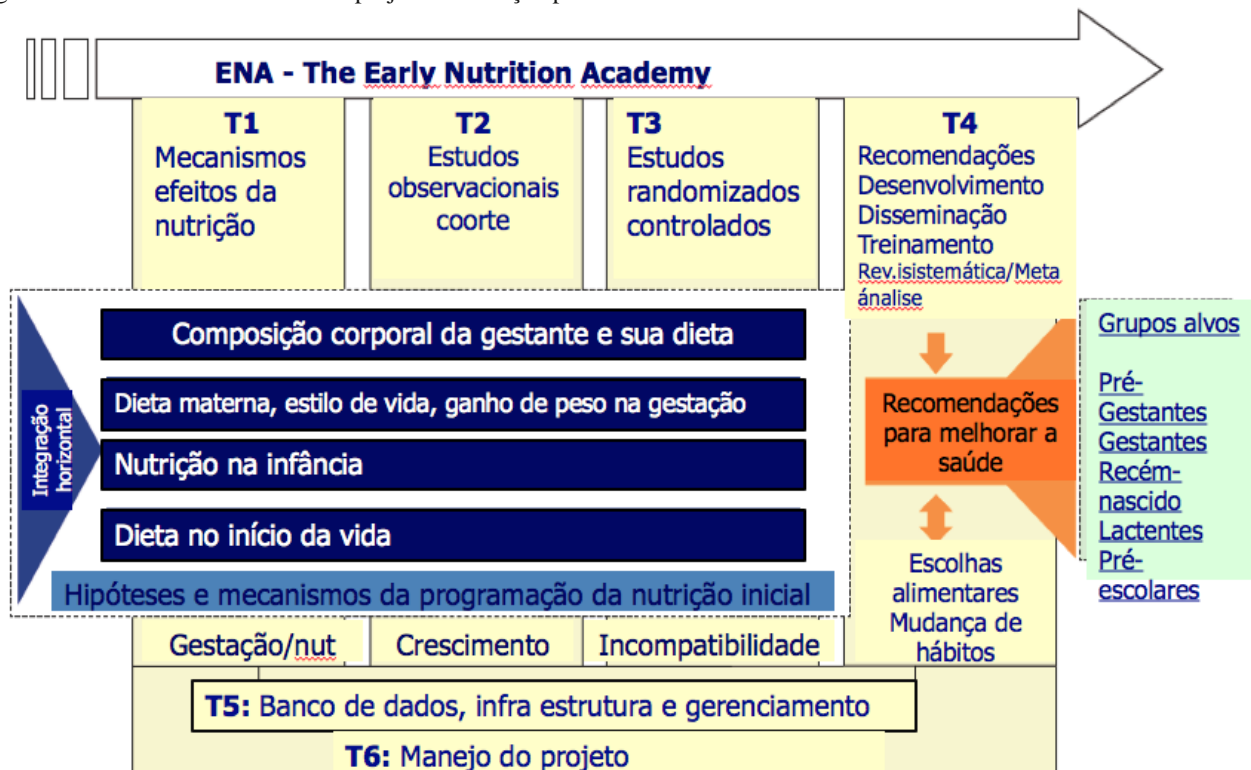 ENA - The Early Nutrition Academy
T1
Mecanismos
efeitos da
nutrição
T2
Estudos
observacionais
coorte
T3
Estudos
randomizados
controlados
T4
Recomendações
Desenvolvimento
Disseminação
Treinamento
Rev.isistemática/Meta
ánalise
Integração
horizontal
Composição corporal da gestante e sua dieta
Dieta materna, estilo de vida, ganho de peso na gestação
Nutrição na infância
Dieta no início da vida
Hipóteses e mecanismos da programação da nutrição inicial
Recomendações
para melhorar a
saúde
Grupos alvos
Pré-
Gestantes
Gestantes
Recém-
nascido
Lactentes
Pré-
escolares
Escolhas
alimentares
Mudança de
hábitos
Gestação/nut
Crescimento
Incompatibilidade
T5: Banco de dados, infra estrutura e gerenciamento
T6: Manejo do projeto